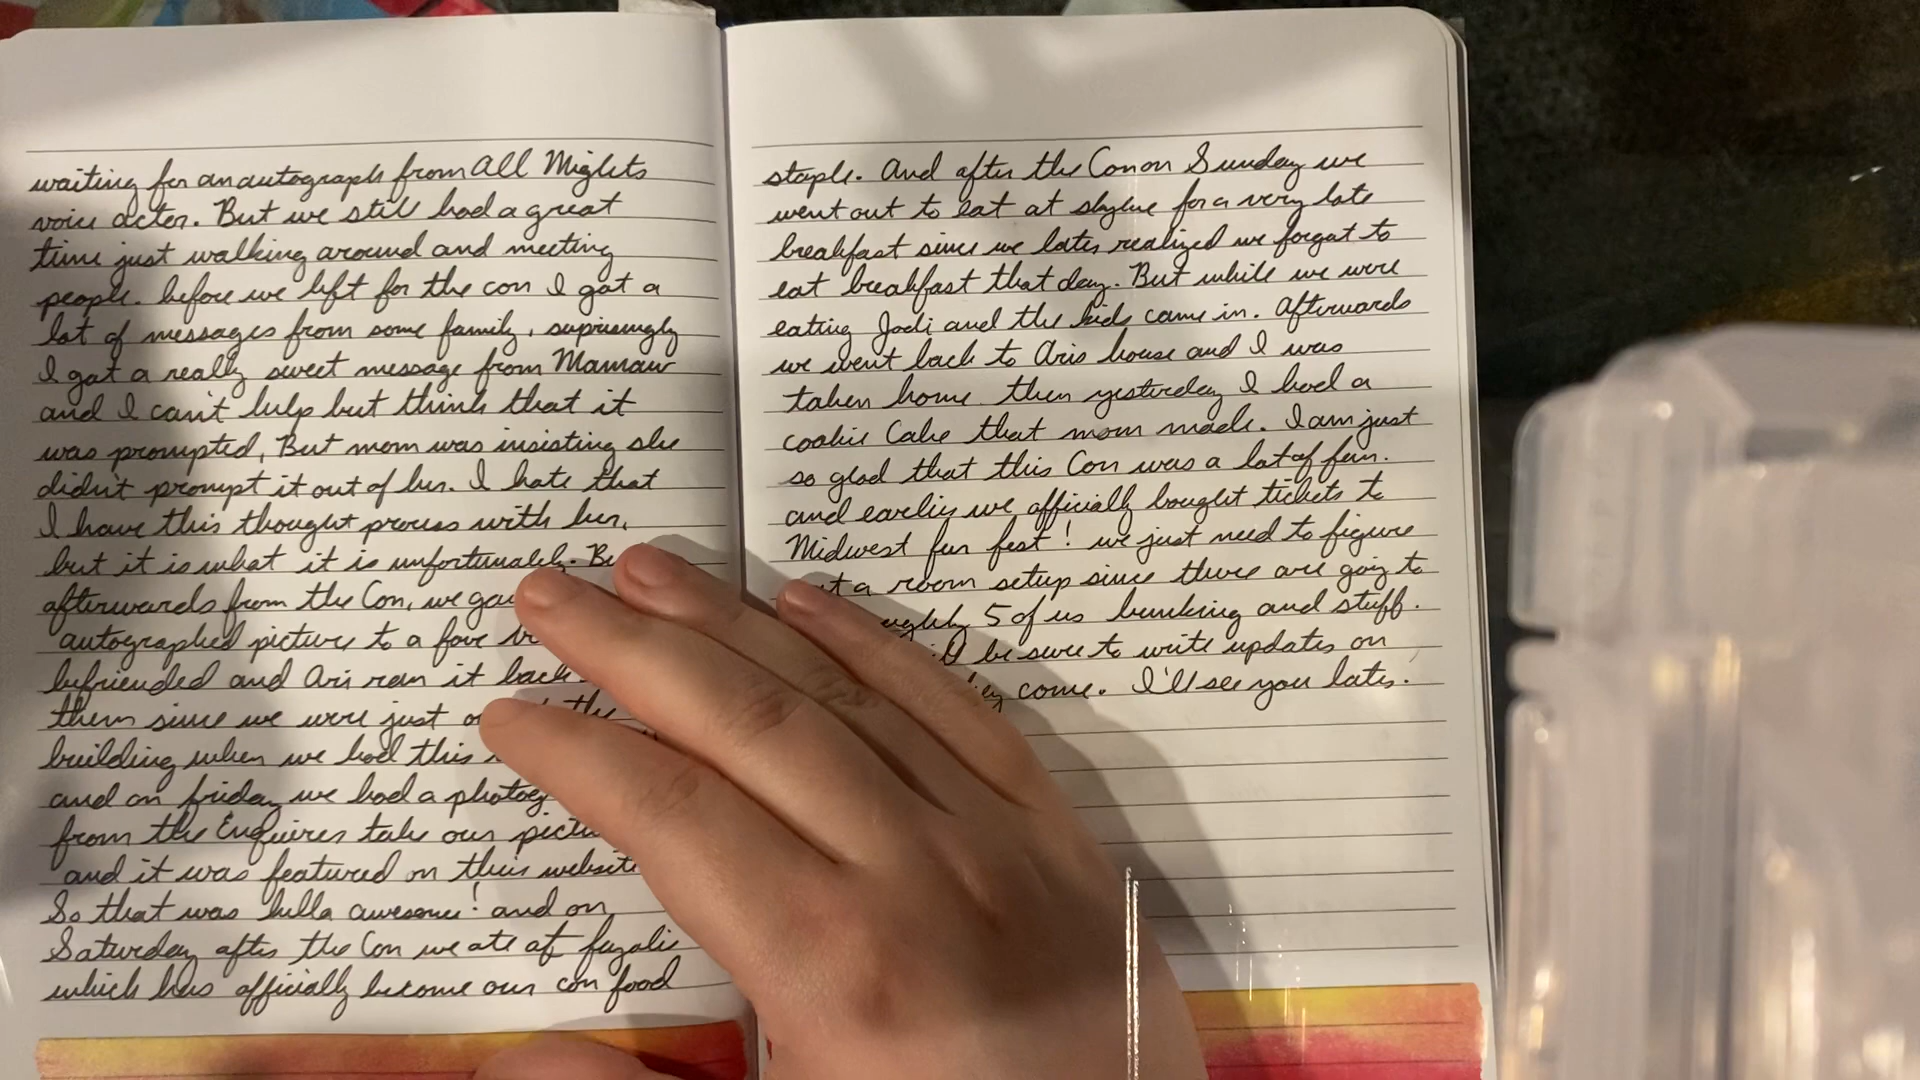 waiting for an autograph from All Mights
voice actor. But we still had a great
time just walking around and meeting
people. before we left for the con I got a
lot of messages from some family, suprisingly
I got a really sweet message from Mamaw
and I can't help but think that it
was prompted, But mom was insisting she
didn't prompt it out of her. I hate that
I have this thought process with her,
but it is what it is unfortunately.
afterwards from the Con, we
autographed picture to a fave
befriended and Aris ran it back
them since we were just
building when we had this
and on friday we had a
from the Enquires take our
and it was featured on their
So that was hella awesome! and on
Saturday after the Con we ate at fuzalis
which has officially become our con food
staple. And after the Con on Sunday we
went out to eat at skyline for a very late
breakfast since we later realized we forgot to
eat breakfast that day. But while we were
eating Jodi and the kids came in. Afterwards
we went back to Aris house and I was
taken home. then yesterday I had a
cookie Cake that mom made. I am just
so glad that this Con was a lot of fun.
and earlier we officially bought tickets to
Midwest fur fest! we just need to figure
a room setup since there are going to
5 of us bunking and stuff.
be sure to write updates on
come. I'll see you later.